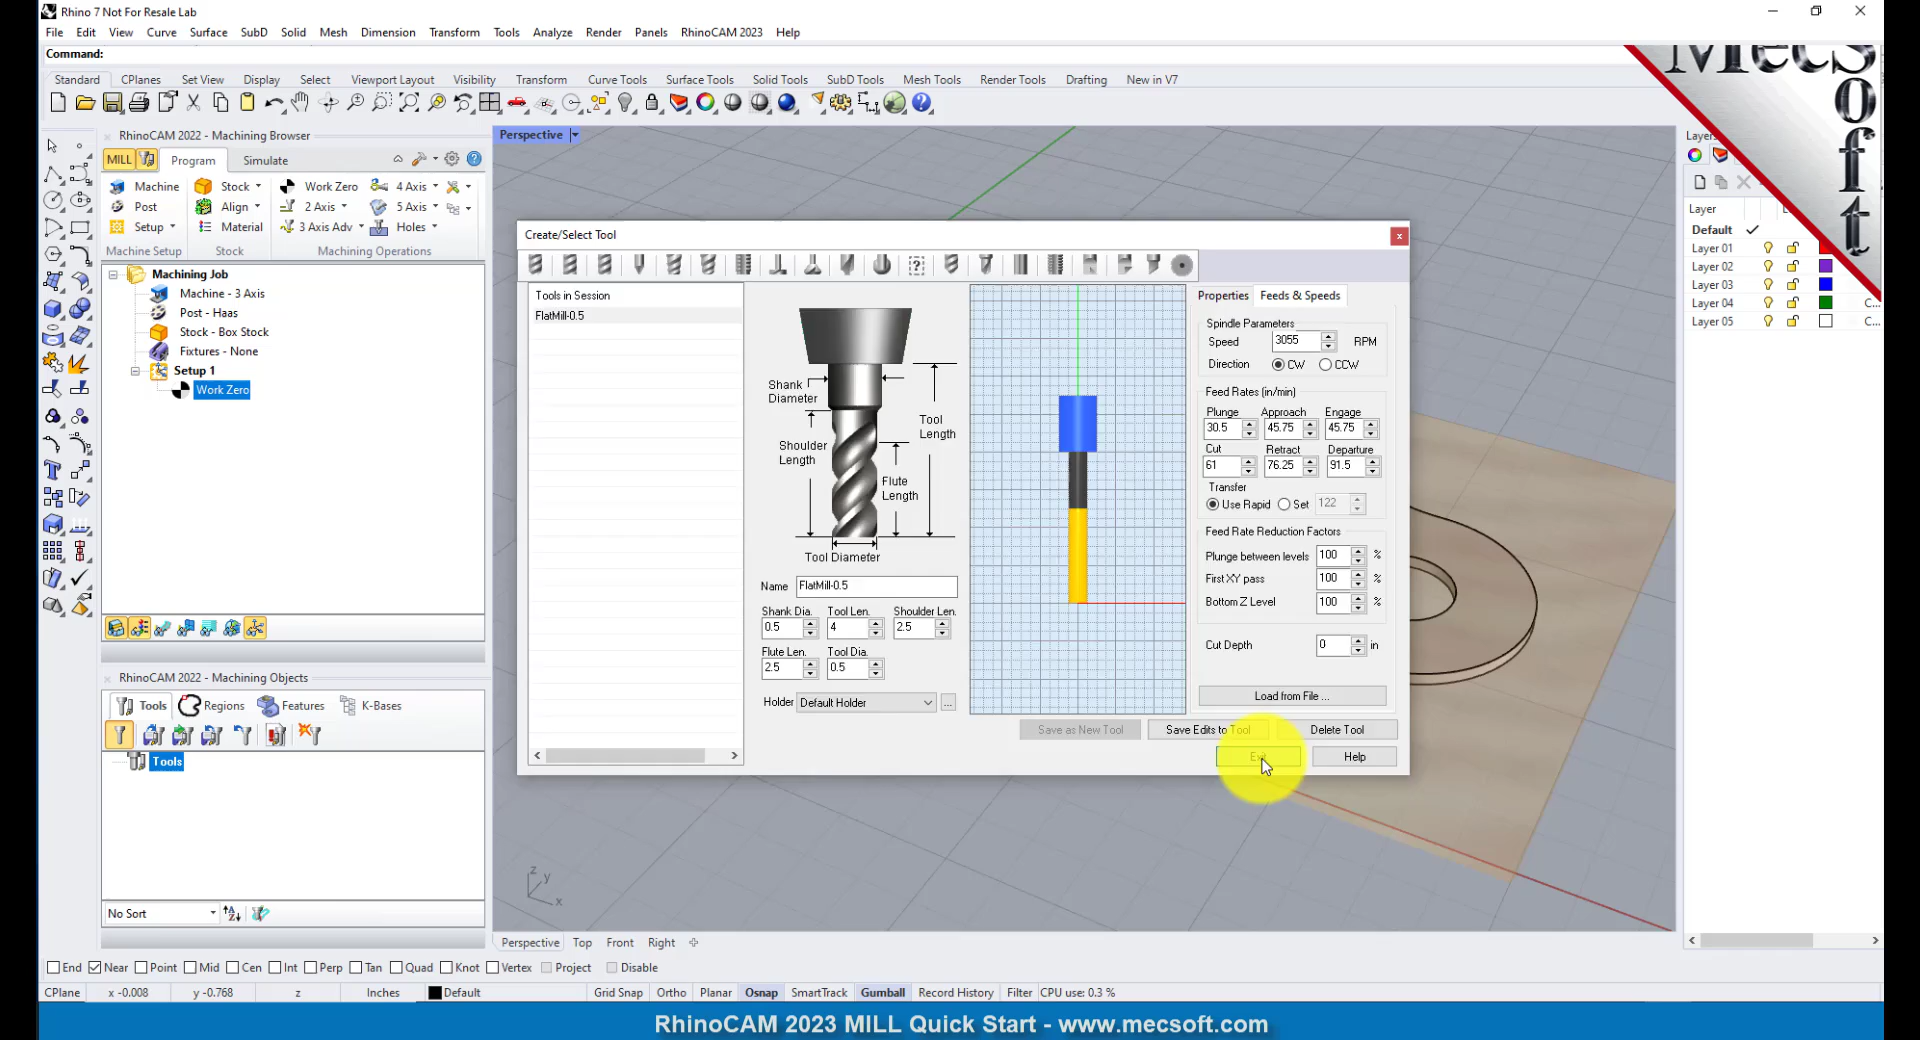 Rhino 7 Not For Resale Lab
File Edit View Curve Surface SubD Solid Mesh Dimension Transform Tools Analyze Render Panels RhinoCAM 2023 Help
Command:
Standard CPlanes Set View Display Select Viewport Layout Visibility Transform Curve Tools Surface Tools Solid Tools SubD Tools Mesh Tools Render Tools Drafting New in V7
MecSoft
RhinoCAM 2022 - Machining Browser
MILL Program Simulate
Machine Stock Work Zero 4 Axis
Post Align 2 Axis 5 Axis
Setup Material 3 Axis Adv Holes
Machine Setup Stock Machining Operations
Machining Job
Machine - 3 Axis
Post - Haas
Stock - Box Stock
Fixtures - None
Setup 1
Work Zero
RhinoCAM 2022 - Machining Objects
Tools Regions Features K-Bases
Tools
No Sort
Perspective
Create/Select Tool
Tools in Session
FlatMill-0.5
Shank
Diameter
Shoulder
Length
Tool
Length
Flute
Length
Tool Diameter
Name FlatMill-0.5
Shank Dia. Tool Len. Shoulder Len.
0.5 4 2.5
Flute Len. Tool Dia.
2.5 0.5
Holder Default Holder ...
Properties Feeds & Speeds
Spindle Parameters
Speed 3055 RPM
Direction CW CCW
Feed Rates (in/min)
Plunge Approach Engage
30.5 45.75 45.75
Cut Retract Departure
61 76.25 91.5
Transfer
Use Rapid Set 122
Feed Rate Reduction Factors
Plunge between levels 100 %
First XY pass 100 %
Bottom Z Level 100 %
Cut Depth 0 in
Load from File ...
Save as New Tool Save Edits to Tool Delete Tool
Exit Help
z
y
x
Layer
Default
Layer 01
Layer 02
Layer 03
Layer 04 C...
Layer 05 C...
Perspective Top Front Right
End Near Point Mid Cen Int Perp Tan Quad Knot Vertex Project Disable
CPlane x -0.008 y -0.768 z Inches Default Grid Snap Ortho Planar Osnap SmartTrack Gumball Record History Filter CPU use: 0.3 %
RhinoCAM 2023 MILL Quick Start - www.mecsoft.com